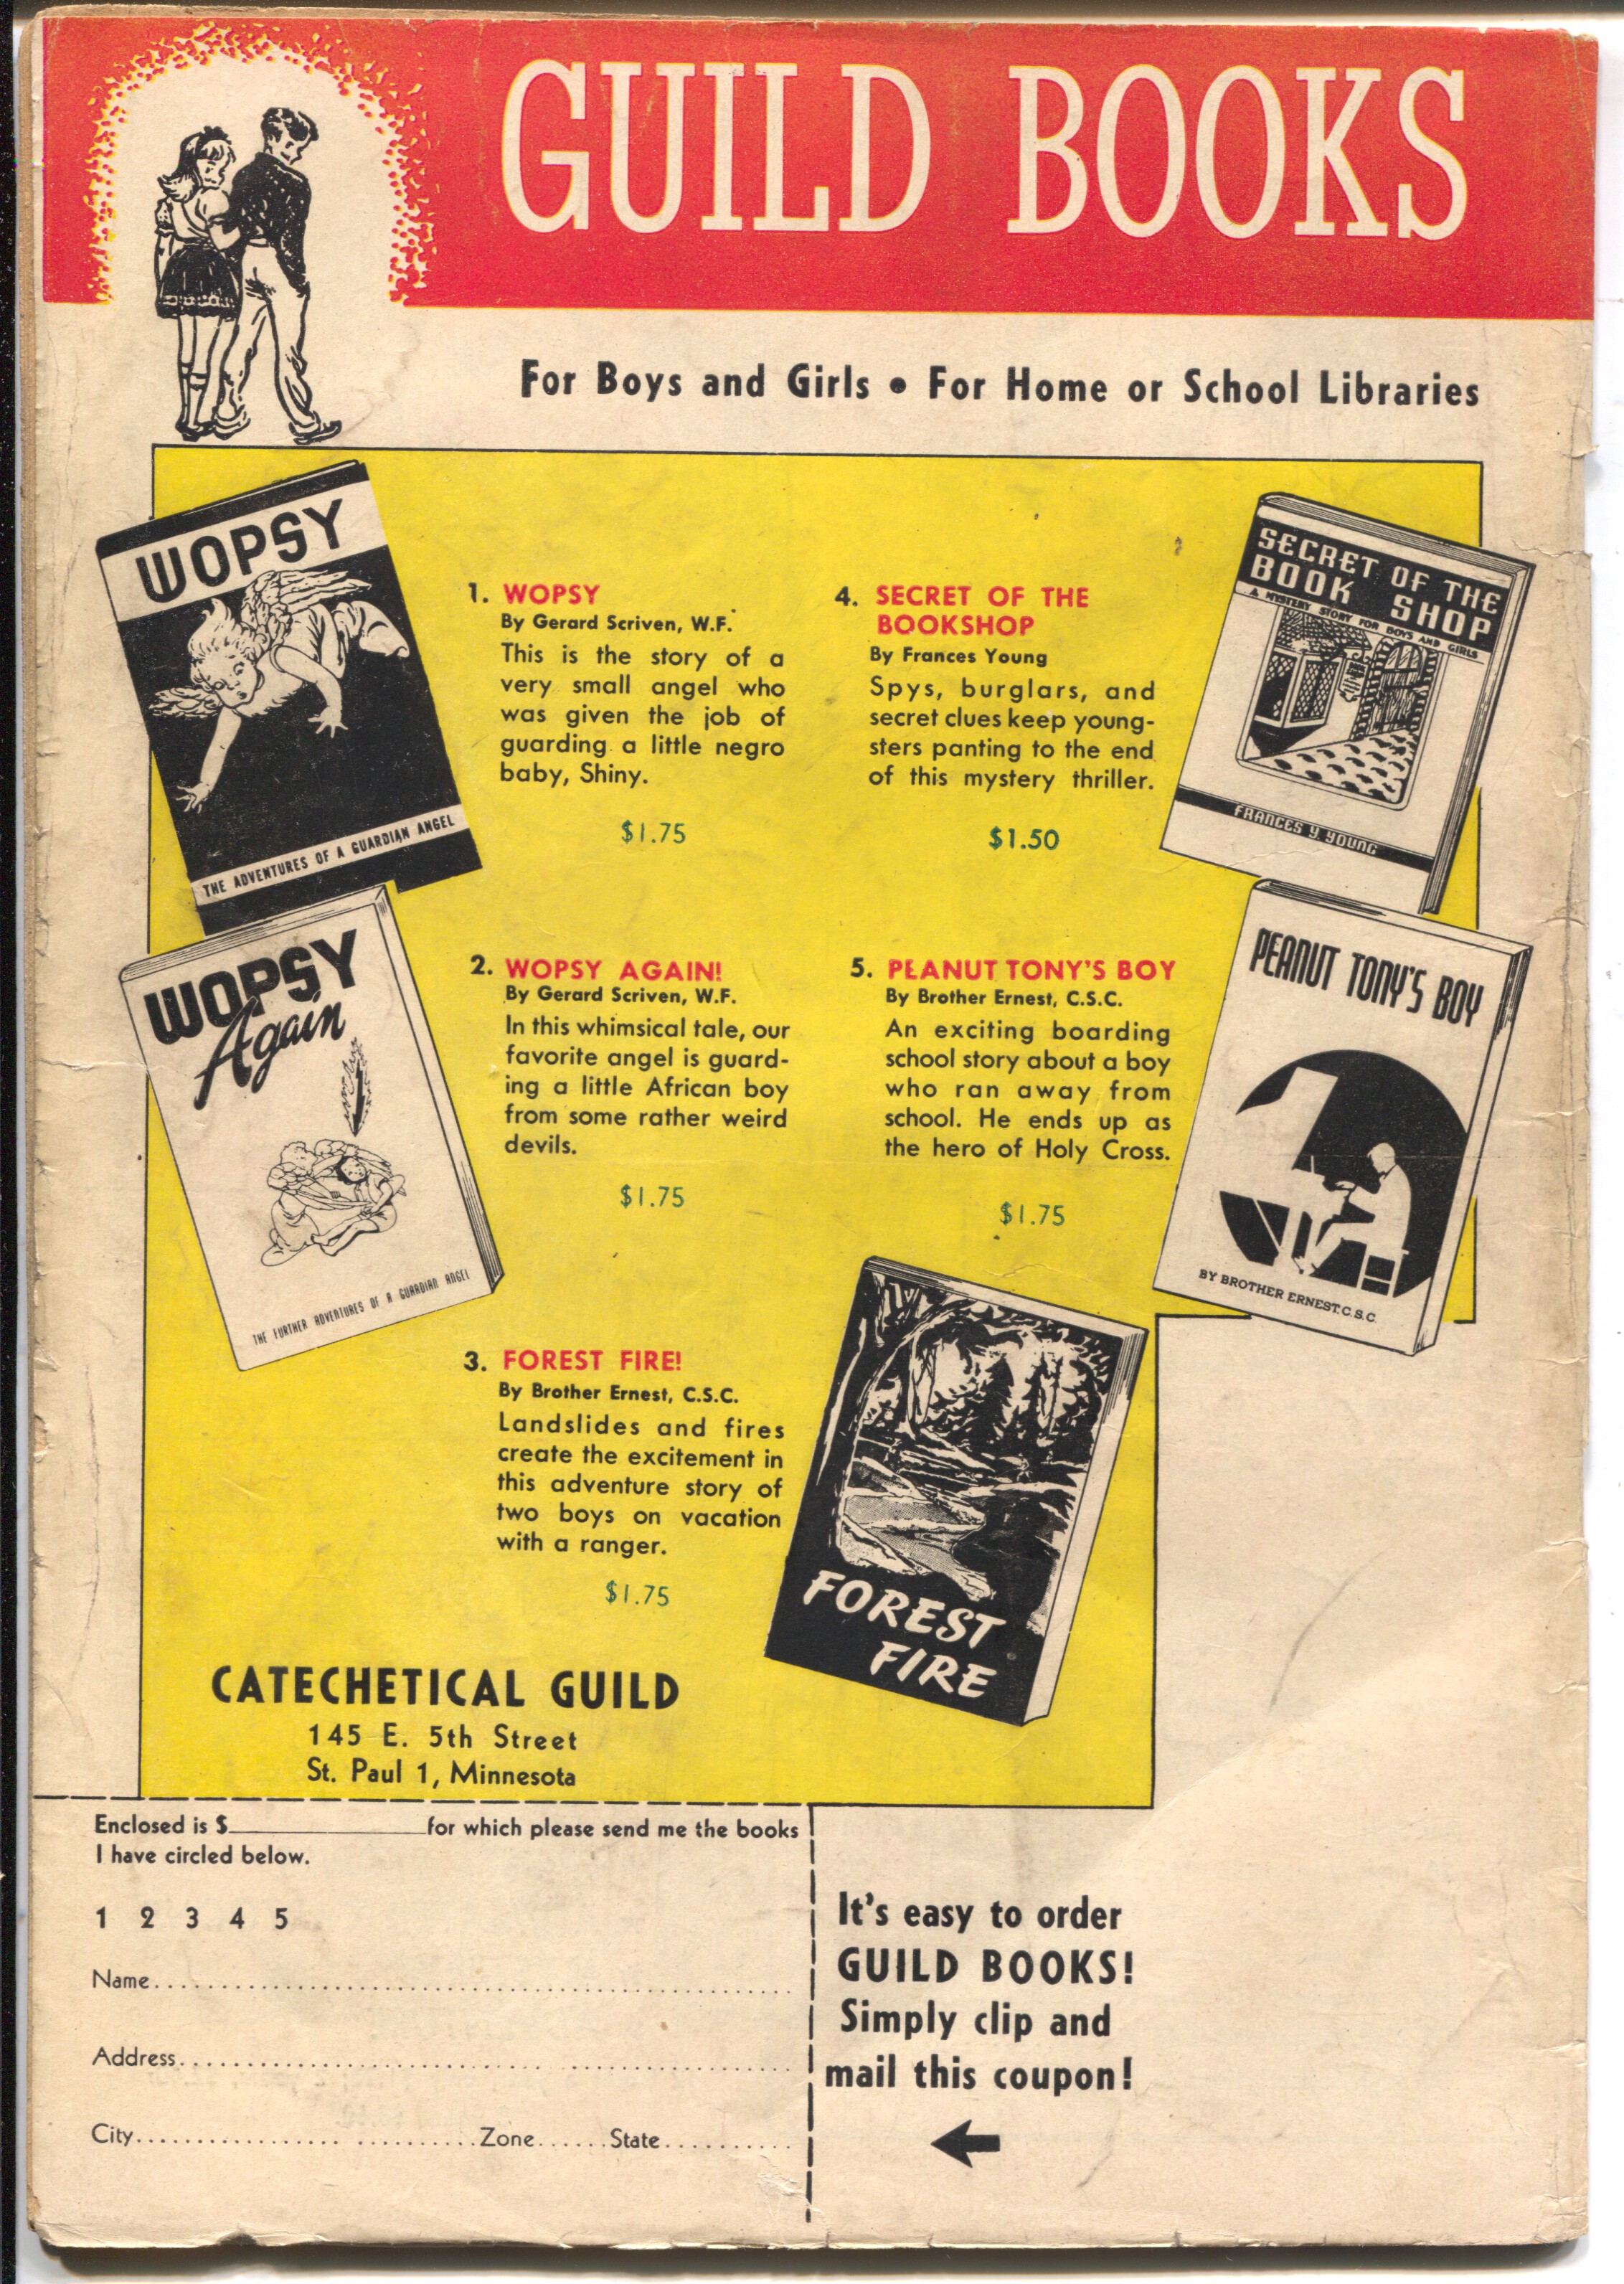 GUILD BOOKS
For Boys and Girls • For Home or School Libraries
WOPSY
THE ADVENTURES OF A GUARDIAN ANGEL
1. WOPSY
By Gerard Scriven, W.F.
This is the story of a
very small angel who
was given the job of
guarding a little negro
baby, Shiny.
$1.75
4. SECRET OF THE
BOOKSHOP
By Frances Young
Spys, burglars, and
secret clues keep young-
sters panting to the end
of this mystery thriller.
$1.50
SECRET OF THE
BOOK SHOP
A MYSTERY STORY FOR BOYS AND GIRLS
FRANCES Y. YOUNG
WOPSY
Again
THE FURTHER ADVENTURES OF A GUARDIAN ANGEL
2. WOPSY AGAIN!
By Gerard Scriven, W.F.
In this whimsical tale, our
favorite angel is guard-
ing a little African boy
from some rather weird
devils.
$1.75
5. PEANUT TONY'S BOY
By Brother Ernest, C.S.C.
An exciting boarding
school story about a boy
who ran away from
school. He ends up as
the hero of Holy Cross.
$1.75
PEANUT TONY'S BOY
BY BROTHER ERNEST. C.S.C.
3. FOREST FIRE!
By Brother Ernest, C.S.C.
Landslides and fires
create the excitement in
this adventure story of
two boys on vacation
with a ranger.
$1.75
FOREST
FIRE
CATECHETICAL GUILD
145 E. 5th Street
St. Paul 1, Minnesota
Enclosed is $ for which please send me the books
I have circled below.
1 2 3 4 5
Name
Address
City Zone State
It's easy to order
GUILD BOOKS!
Simply clip and
mail this coupon!